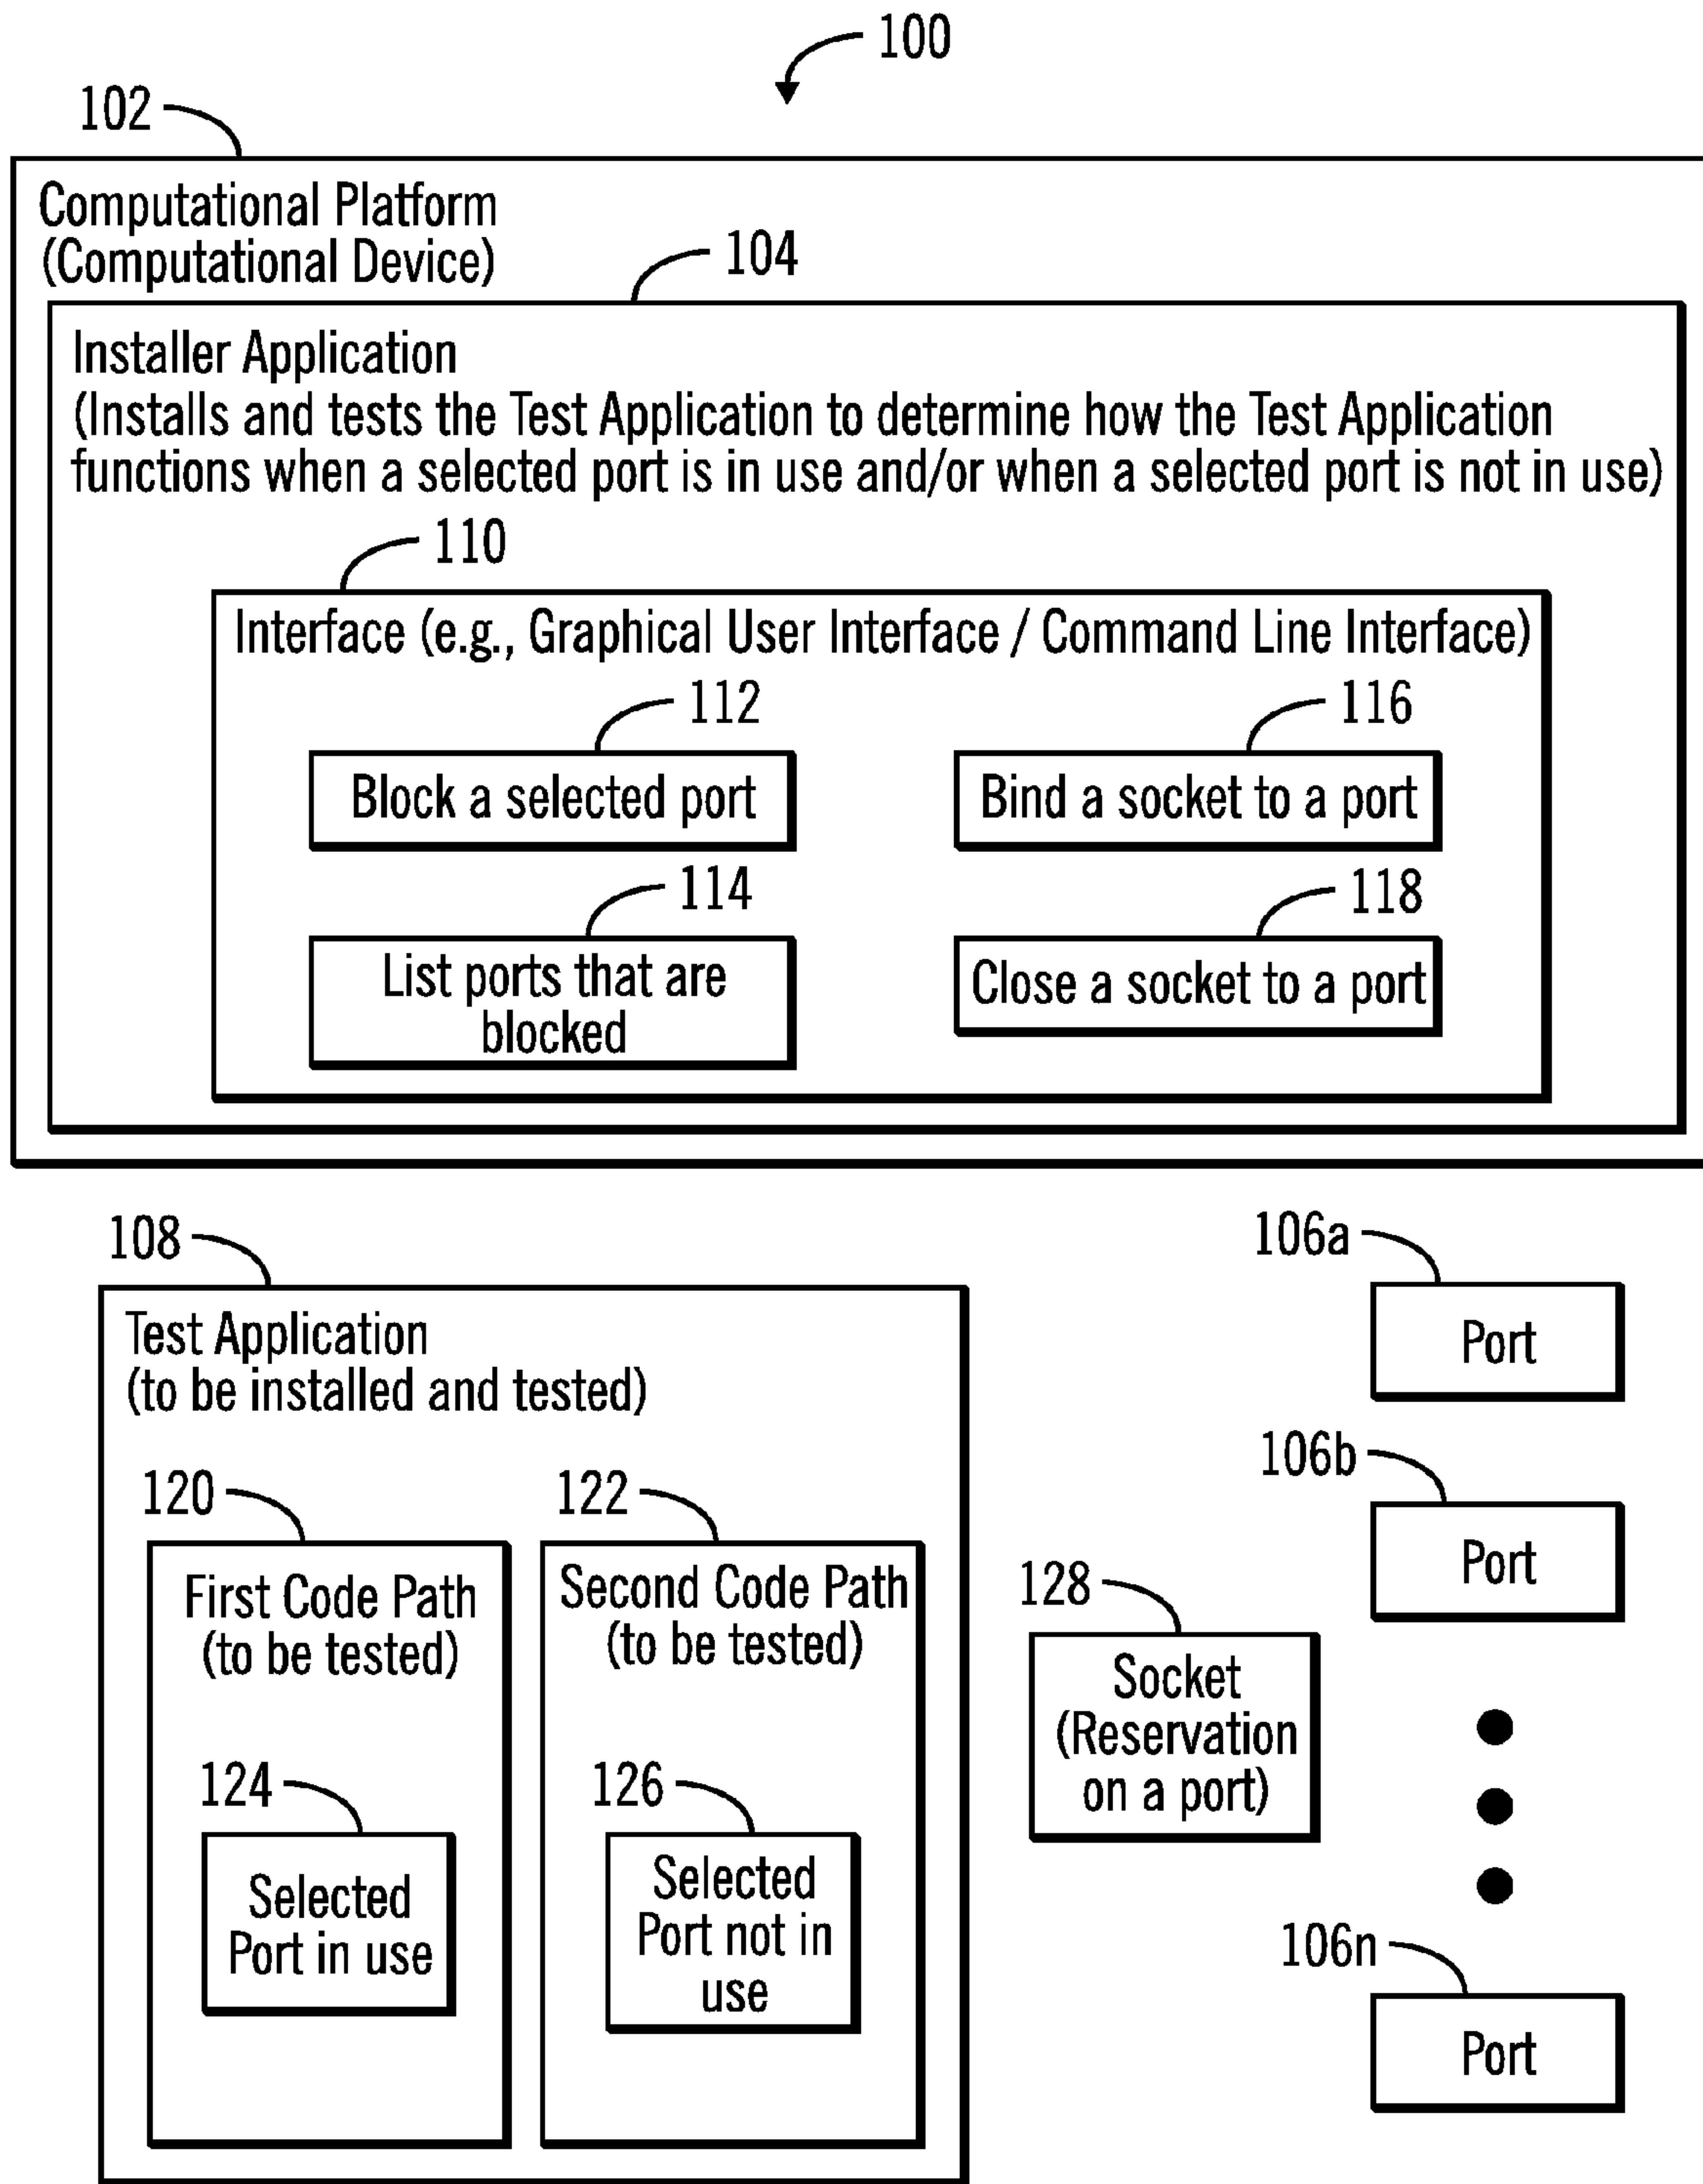 100
102
Computational Platform
(Computational Device)
104
Installer Application
(Installs and tests the Test Application to determine how the Test Application
functions when a selected port is in use and/or when a selected port is not in use)
110
Interface (e.g., Graphical User Interface / Command Line Interface)
112
Block a selected port
116
Bind a socket to a port
114
List ports that are
blocked
118
Close a socket to a port
108
Test Application
(to be installed and tested)
120
First Code Path
(to be tested)
124
Selected
Port in use
122
Second Code Path
(to be tested)
126
Selected
Port not in
use
128
Socket
(Reservation
on a port)
106a
Port
106b
Port
106n
Port